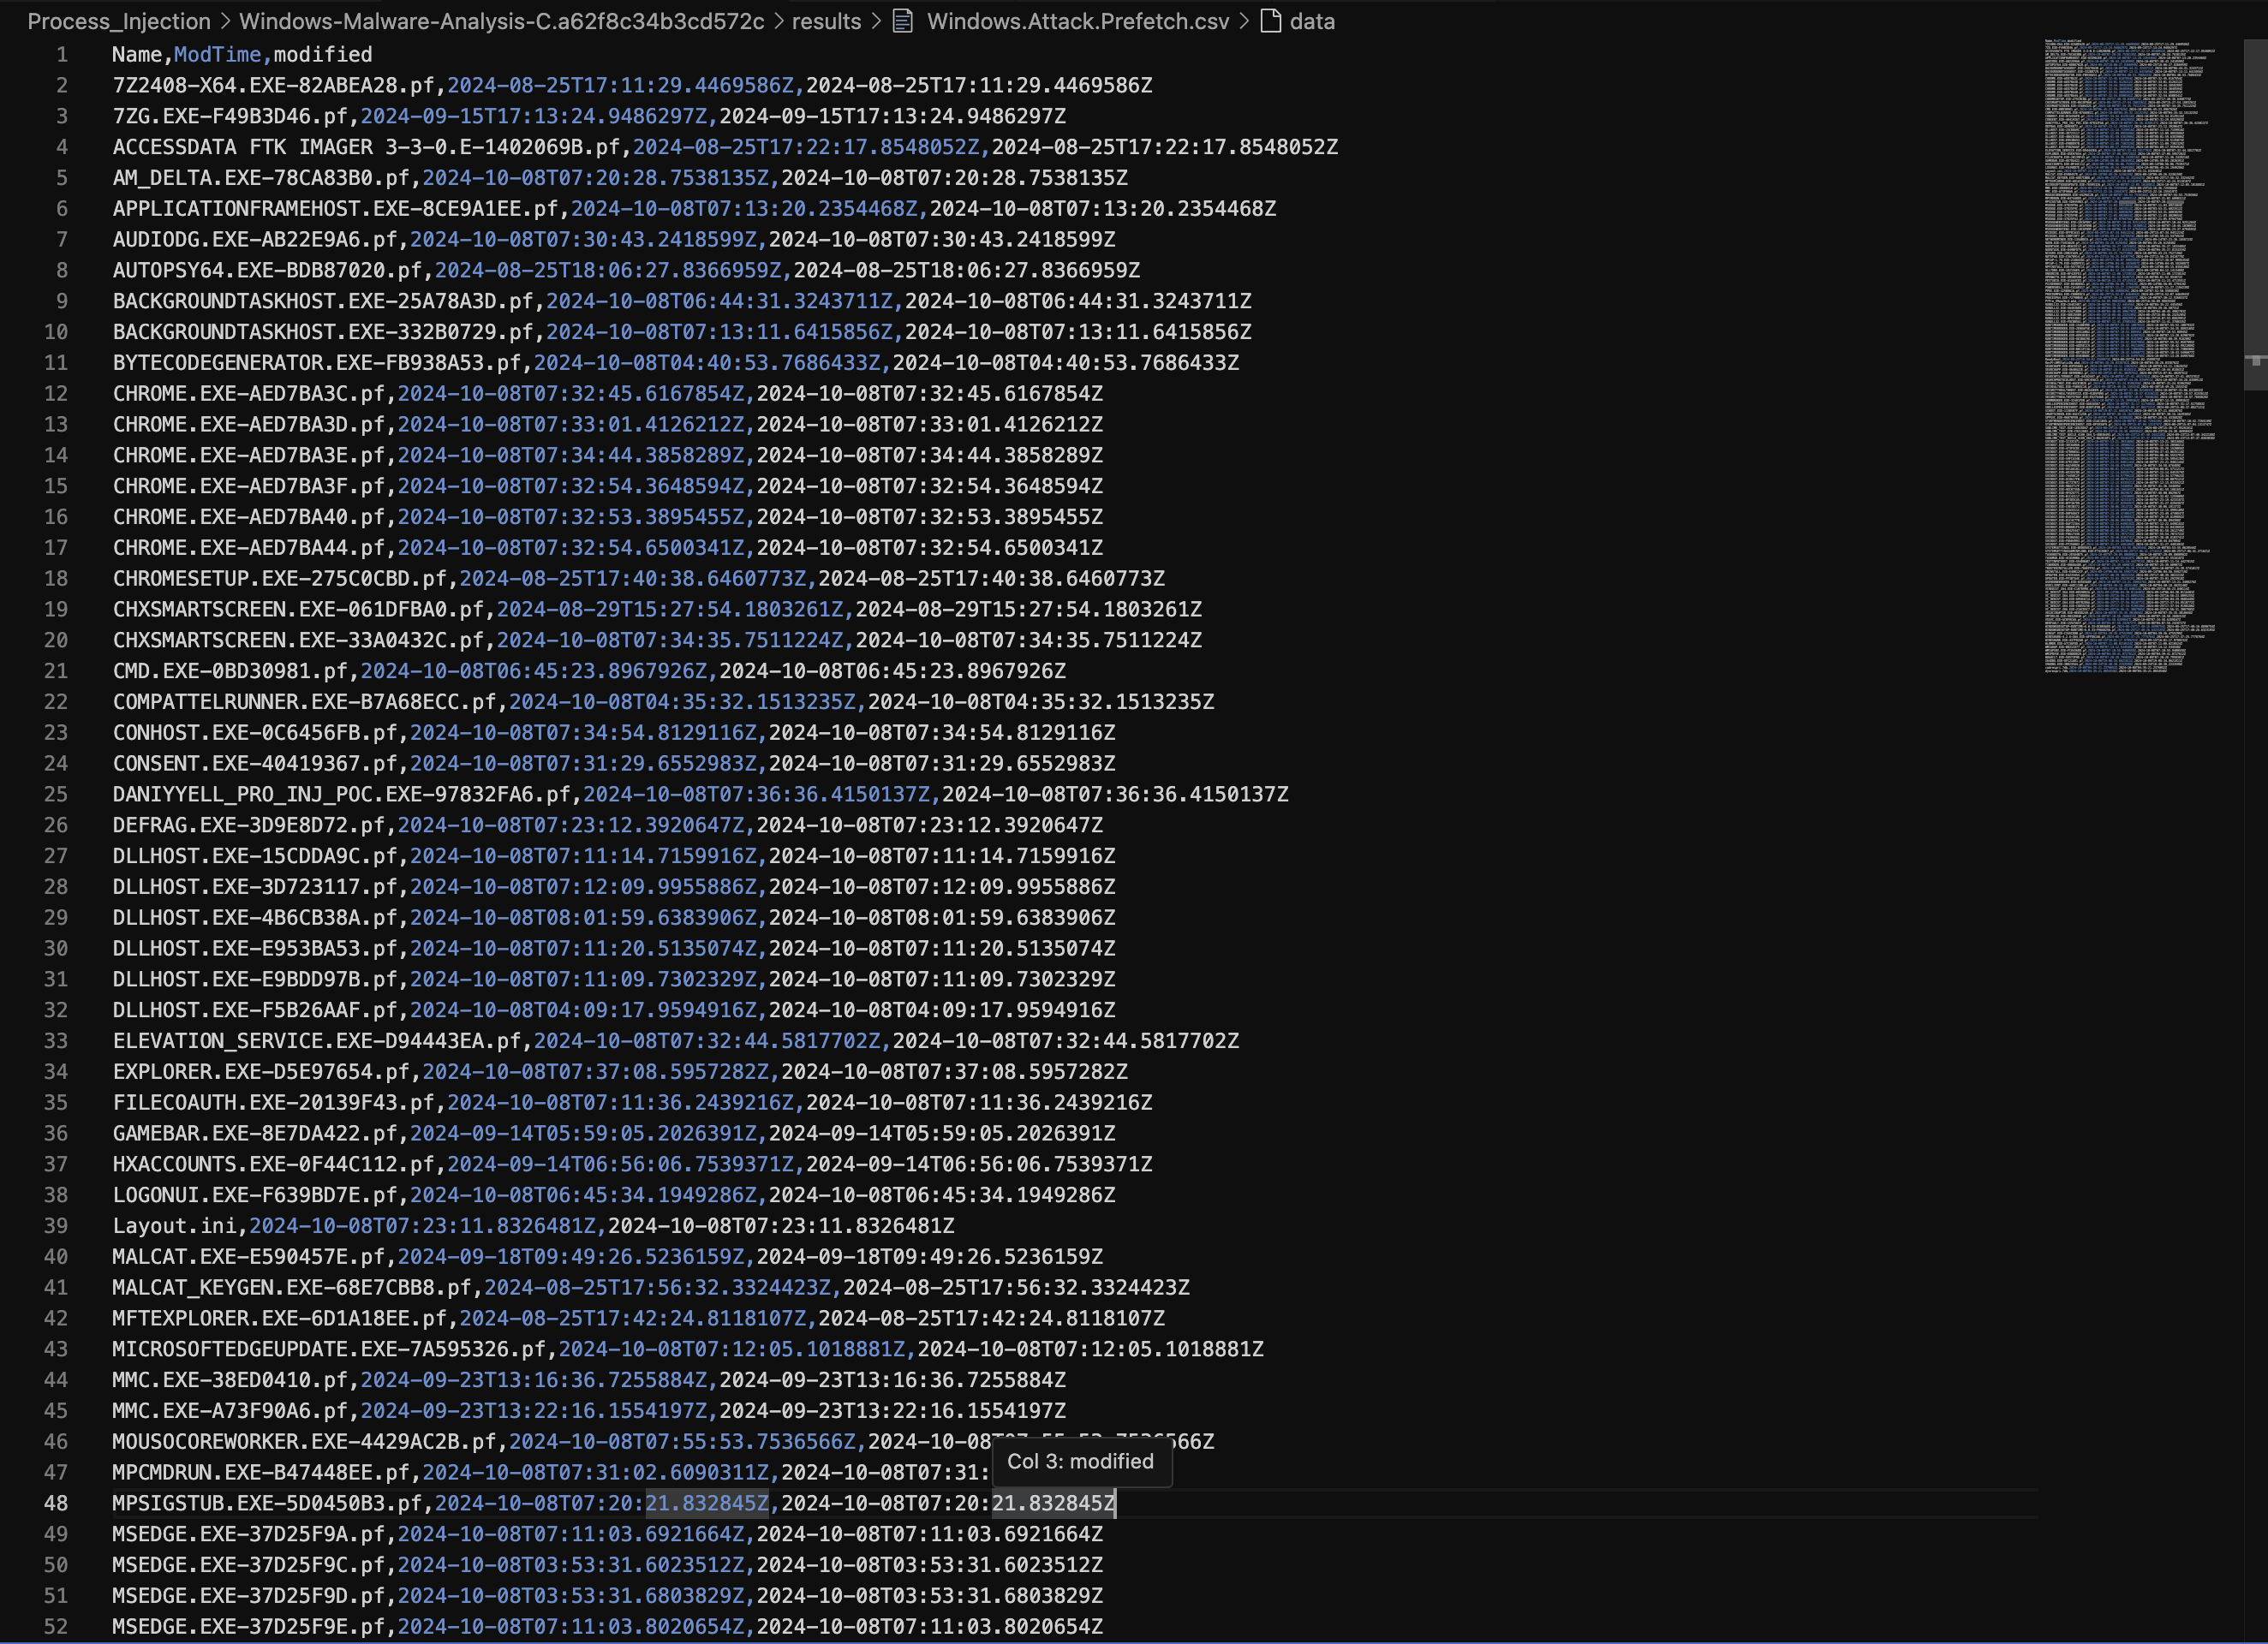 Process_Injection > Windows-Malware-Analysis-C.a62f8c34b3cd572c > results > Windows.Attack.Prefetch.csv > data
1 Name,ModTime,modified
2 7Z2408-X64.EXE-82ABEA28.pf,2024-08-25T17:11:29.4469586Z,2024-08-25T17:11:29.4469586Z
3 7ZG.EXE-F49B3D46.pf,2024-09-15T17:13:24.9486297Z,2024-09-15T17:13:24.9486297Z
4 ACCESSDATA FTK IMAGER 3-3-0.E-1402069B.pf,2024-08-25T17:22:17.8548052Z,2024-08-25T17:22:17.8548052Z
5 AM_DELTA.EXE-78CA83B0.pf,2024-10-08T07:20:28.7538135Z,2024-10-08T07:20:28.7538135Z
6 APPLICATIONFRAMEHOST.EXE-8CE9A1EE.pf,2024-10-08T07:13:20.2354468Z,2024-10-08T07:13:20.2354468Z
7 AUDIODG.EXE-AB22E9A6.pf,2024-10-08T07:30:43.2418599Z,2024-10-08T07:30:43.2418599Z
8 AUTOPSY64.EXE-BDB87020.pf,2024-08-25T18:06:27.8366959Z,2024-08-25T18:06:27.8366959Z
9 BACKGROUNDTASKHOST.EXE-25A78A3D.pf,2024-10-08T06:44:31.3243711Z,2024-10-08T06:44:31.3243711Z
10 BACKGROUNDTASKHOST.EXE-332B0729.pf,2024-10-08T07:13:11.6415856Z,2024-10-08T07:13:11.6415856Z
11 BYTECODEGENERATOR.EXE-FB938A53.pf,2024-10-08T04:40:53.7686433Z,2024-10-08T04:40:53.7686433Z
12 CHROME.EXE-AED7BA3C.pf,2024-10-08T07:32:45.6167854Z,2024-10-08T07:32:45.6167854Z
13 CHROME.EXE-AED7BA3D.pf,2024-10-08T07:33:01.4126212Z,2024-10-08T07:33:01.4126212Z
14 CHROME.EXE-AED7BA3E.pf,2024-10-08T07:34:44.3858289Z,2024-10-08T07:34:44.3858289Z
15 CHROME.EXE-AED7BA3F.pf,2024-10-08T07:32:54.3648594Z,2024-10-08T07:32:54.3648594Z
16 CHROME.EXE-AED7BA40.pf,2024-10-08T07:32:53.3895455Z,2024-10-08T07:32:53.3895455Z
17 CHROME.EXE-AED7BA44.pf,2024-10-08T07:32:54.6500341Z,2024-10-08T07:32:54.6500341Z
18 CHROMESETUP.EXE-275C0CBD.pf,2024-08-25T17:40:38.6460773Z,2024-08-25T17:40:38.6460773Z
19 CHXSMARTSCREEN.EXE-061DFBA0.pf,2024-08-29T15:27:54.1803261Z,2024-08-29T15:27:54.1803261Z
20 CHXSMARTSCREEN.EXE-33A0432C.pf,2024-10-08T07:34:35.7511224Z,2024-10-08T07:34:35.7511224Z
21 CMD.EXE-0BD30981.pf,2024-10-08T06:45:23.8967926Z,2024-10-08T06:45:23.8967926Z
22 COMPATTELRUNNER.EXE-B7A68ECC.pf,2024-10-08T04:35:32.1513235Z,2024-10-08T04:35:32.1513235Z
23 CONHOST.EXE-0C6456FB.pf,2024-10-08T07:34:54.8129116Z,2024-10-08T07:34:54.8129116Z
24 CONSENT.EXE-40419367.pf,2024-10-08T07:31:29.6552983Z,2024-10-08T07:31:29.6552983Z
25 DANIYYELL_PRO_INJ_POC.EXE-97832FA6.pf,2024-10-08T07:36:36.4150137Z,2024-10-08T07:36:36.4150137Z
26 DEFRAG.EXE-3D9E8D72.pf,2024-10-08T07:23:12.3920647Z,2024-10-08T07:23:12.3920647Z
27 DLLHOST.EXE-15CDDA9C.pf,2024-10-08T07:11:14.7159916Z,2024-10-08T07:11:14.7159916Z
28 DLLHOST.EXE-3D723117.pf,2024-10-08T07:12:09.9955886Z,2024-10-08T07:12:09.9955886Z
29 DLLHOST.EXE-4B6CB38A.pf,2024-10-08T08:01:59.6383906Z,2024-10-08T08:01:59.6383906Z
30 DLLHOST.EXE-E953BA53.pf,2024-10-08T07:11:20.5135074Z,2024-10-08T07:11:20.5135074Z
31 DLLHOST.EXE-E9BDD97B.pf,2024-10-08T07:11:09.7302329Z,2024-10-08T07:11:09.7302329Z
32 DLLHOST.EXE-F5B26AAF.pf,2024-10-08T04:09:17.9594916Z,2024-10-08T04:09:17.9594916Z
33 ELEVATION_SERVICE.EXE-D94443EA.pf,2024-10-08T07:32:44.5817702Z,2024-10-08T07:32:44.5817702Z
34 EXPLORER.EXE-D5E97654.pf,2024-10-08T07:37:08.5957282Z,2024-10-08T07:37:08.5957282Z
35 FILECOAUTH.EXE-20139F43.pf,2024-10-08T07:11:36.2439216Z,2024-10-08T07:11:36.2439216Z
36 GAMEBAR.EXE-8E7DA422.pf,2024-09-14T05:59:05.2026391Z,2024-09-14T05:59:05.2026391Z
37 HXACCOUNTS.EXE-0F44C112.pf,2024-09-14T06:56:06.7539371Z,2024-09-14T06:56:06.7539371Z
38 LOGONUI.EXE-F639BD7E.pf,2024-10-08T06:45:34.1949286Z,2024-10-08T06:45:34.1949286Z
39 Layout.ini,2024-10-08T07:23:11.8326481Z,2024-10-08T07:23:11.8326481Z
40 MALCAT.EXE-E590457E.pf,2024-09-18T09:49:26.5236159Z,2024-09-18T09:49:26.5236159Z
41 MALCAT_KEYGEN.EXE-68E7CBB8.pf,2024-08-25T17:56:32.3324423Z,2024-08-25T17:56:32.3324423Z
42 MFTEXPLORER.EXE-6D1A18EE.pf,2024-08-25T17:42:24.8118107Z,2024-08-25T17:42:24.8118107Z
43 MICROSOFTEDGEUPDATE.EXE-7A595326.pf,2024-10-08T07:12:05.1018881Z,2024-10-08T07:12:05.1018881Z
44 MMC.EXE-38ED0410.pf,2024-09-23T13:16:36.7255884Z,2024-09-23T13:16:36.7255884Z
45 MMC.EXE-A73F90A6.pf,2024-09-23T13:22:16.1554197Z,2024-09-23T13:22:16.1554197Z
46 MOUSOCOREWORKER.EXE-4429AC2B.pf,2024-10-08T07:55:53.7536566Z,2024-10-08T07:55:53.7536566Z
Col 3: modified
47 MPCMDRUN.EXE-B47448EE.pf,2024-10-08T07:31:02.6090311Z,2024-10-08T07:31:
48 MPSIGSTUB.EXE-5D0450B3.pf,2024-10-08T07:20:21.832845Z,2024-10-08T07:20:21.832845Z
49 MSEDGE.EXE-37D25F9A.pf,2024-10-08T07:11:03.6921664Z,2024-10-08T07:11:03.6921664Z
50 MSEDGE.EXE-37D25F9C.pf,2024-10-08T03:53:31.6023512Z,2024-10-08T03:53:31.6023512Z
51 MSEDGE.EXE-37D25F9D.pf,2024-10-08T03:53:31.6803829Z,2024-10-08T03:53:31.6803829Z
52 MSEDGE.EXE-37D25F9E.pf,2024-10-08T07:11:03.8020654Z,2024-10-08T07:11:03.8020654Z